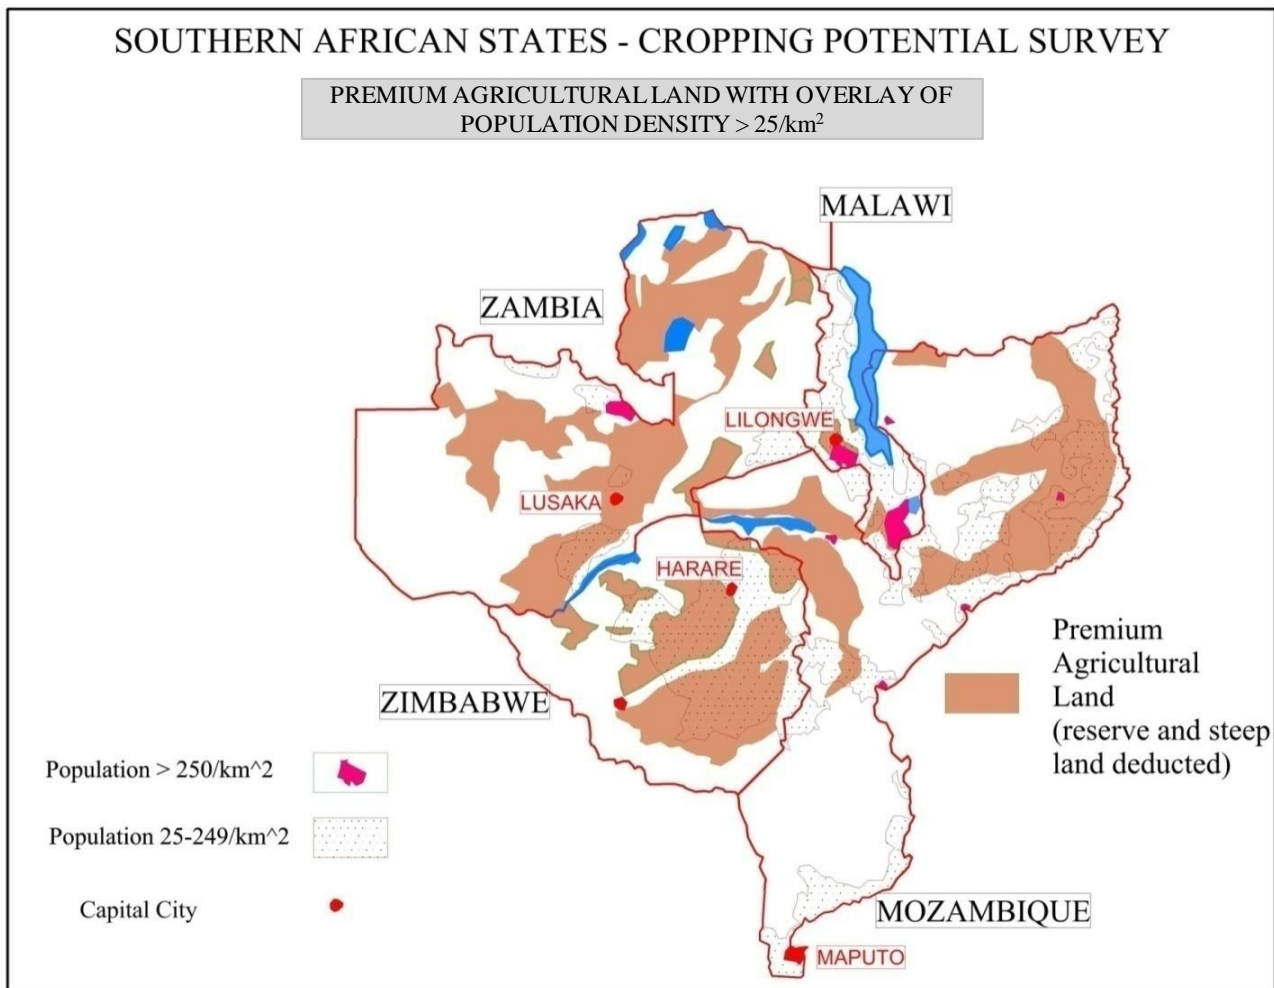 SOUTHERN AFRICAN STATES - CROPPING POTENTIAL SURVEY
PREMIUM AGRICULTURAL LAND WITH OVERLAY OF
POPULATION DENSITY > 25/km²
MALAWI
ZAMBIA
LILONGWE
LUSAKA
HARARE
ZIMBABWE
Premium
Agricultural
Land
(reserve and steep
land deducted)
Population > 250/km^2
Population 25-249/km^2
Capital City
MOZAMBIQUE
MAPUTO